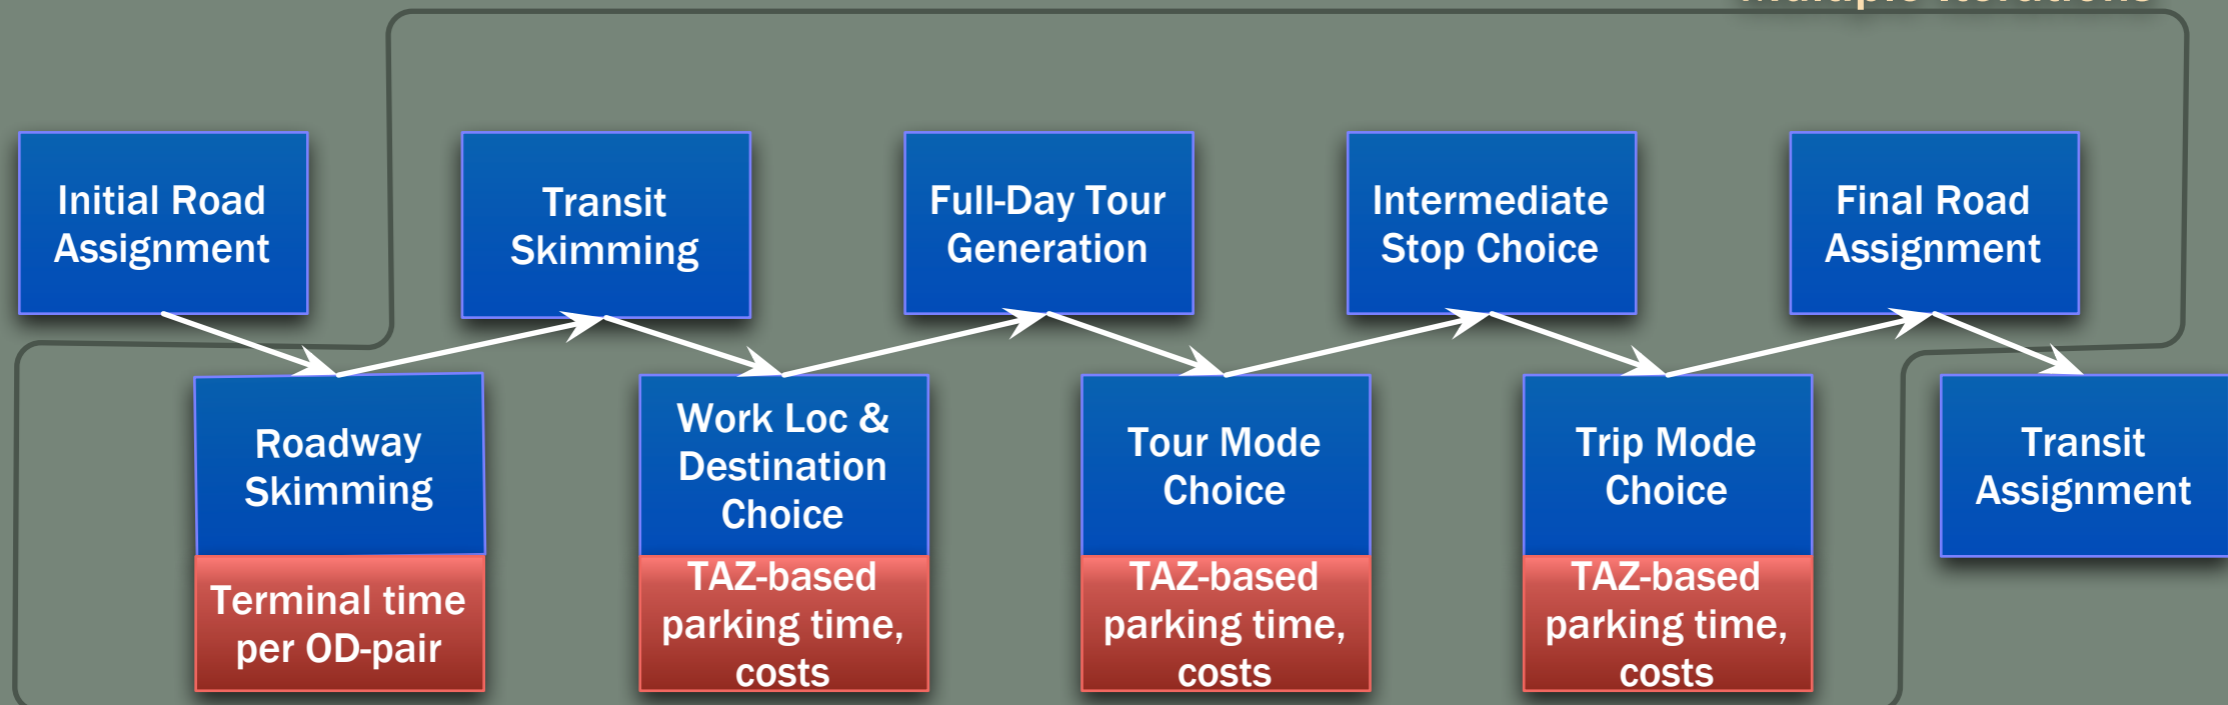 Multiple Iterations
Initial Road
Assignment
Transit
Skimming
Full-Day Tour
Generation
Intermediate
Stop Choice
Final Road
Assignment
Roadway
Skimming
Terminal time
per OD-pair
Work Loc &
Destination
Choice
TAZ-based
parking time,
costs
Tour Mode
Choice
TAZ-based
parking time,
costs
Trip Mode
Choice
TAZ-based
parking time,
costs
Transit
Assignment